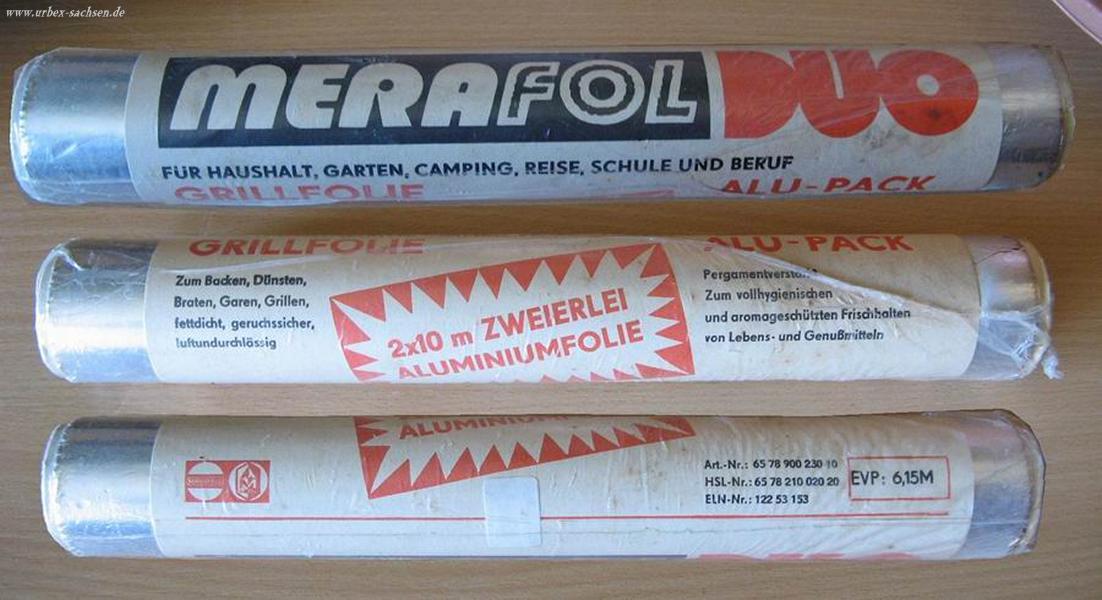 www.urbex-sachsen.de
MERAFOL DUO
FÜR HAUSHALT, GARTEN, CAMPING, REISE, SCHULE UND BERUF
GRILLFOLIE
ALU-PACK
GRILLFOLIE
Zum Backen, Dünsten,
Braten, Garen, Grillen,
fettdicht, geruchssicher,
luftundurchlässig
2x10 m ZWEIERLEI
ALUMINIUMFOLIE
ALU-PACK
Zum vollhygienischen
und aromageschützten Frischhalten
von Lebens- und Genußmitteln
ALUMINIUMFOLIE
Art.-Nr.: 65 78 900 230 10
HSL-Nr.: 65 78 210 020 20
ELN-Nr.: 122 53 153
EVP: 6,15M